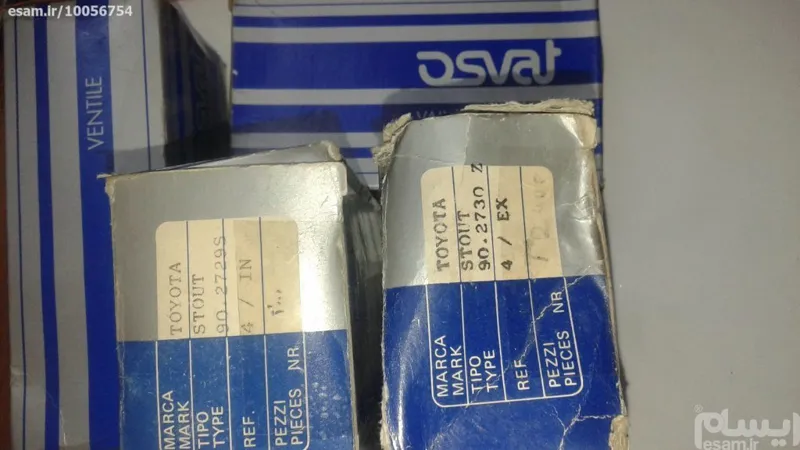 esam.ir/10056754
VENTILE
osvat
TOYOTA
STOUT
90.2729S
4 / IN
MARCA
MARK
TIPO
TYPE
REF.
PEZZI
PIECES NR.
TOYOTA
STOUT
90.2730 Z
4 / EX
MARCA
MARK
TIPO
TYPE
REF.
PEZZI
PIECES NR.
ایسام
esam.ir